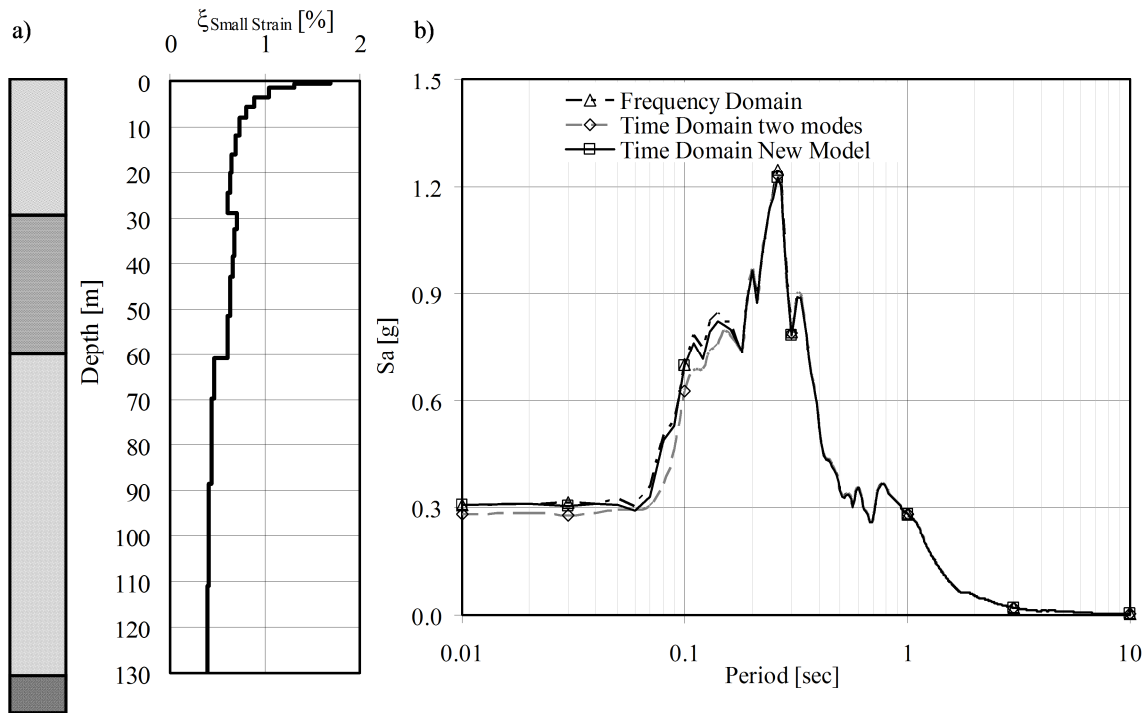 a)
ξSmall Strain [%]
0 1 2
Depth [m]
0
10
20
30
40
50
60
70
80
90
100
110
120
130
b)
Frequency Domain
Time Domain two modes
Time Domain New Model
Sa [g]
1.5
1.2
0.9
0.6
0.3
0.0
0.01 0.1 1 10
Period [sec]